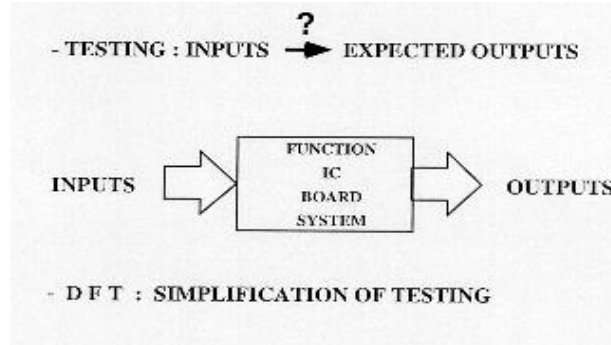 ?
- TESTING : INPUTS → EXPECTED OUTPUTS
FUNCTION
IC
BOARD
SYSTEM
INPUTS
OUTPUTS
- D F T : SIMPLIFICATION OF TESTING